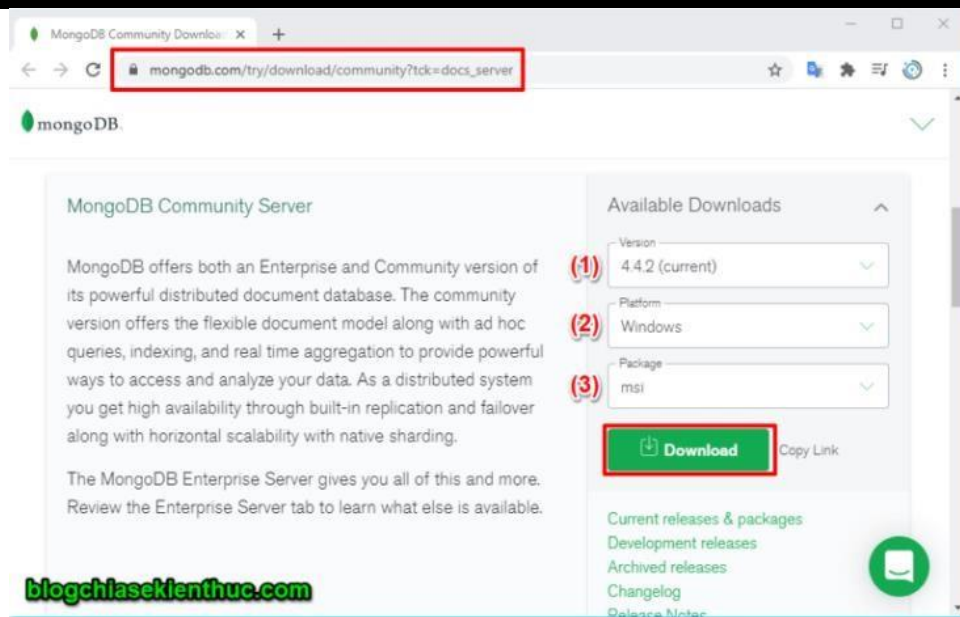 MongoDB Community Downloa
mongodb.com/try/download/community?tck=docs_server
mongoDB.
MongoDB Community Server
MongoDB offers both an Enterprise and Community version of
its powerful distributed document database. The community
version offers the flexible document model along with ad hoc
queries, indexing, and real time aggregation to provide powerful
ways to access and analyze your data. As a distributed system
you get high availability through built-in replication and failover
along with horizontal scalability with native sharding.
The MongoDB Enterprise Server gives you all of this and more.
Review the Enterprise Server tab to learn what else is available.
Available Downloads
Version
(1) 4.4.2 (current)
Platform
(2) Windows
Package
(3) msi
Download Copy Link
Current releases & packages
Development releases
Archived releases
Changelog
Release Notes
blogchiasekienthuc.com